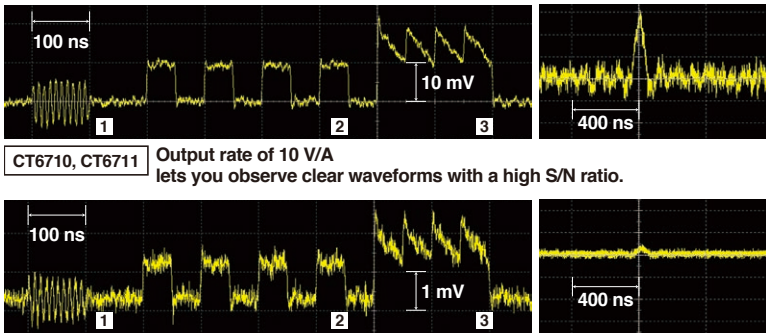 100 ns
10 mV
1
2
3
400 ns
CT6710, CT6711
Output rate of 10 V/A
lets you observe clear waveforms with a high S/N ratio.
100 ns
1 mV
1
2
3
400 ns